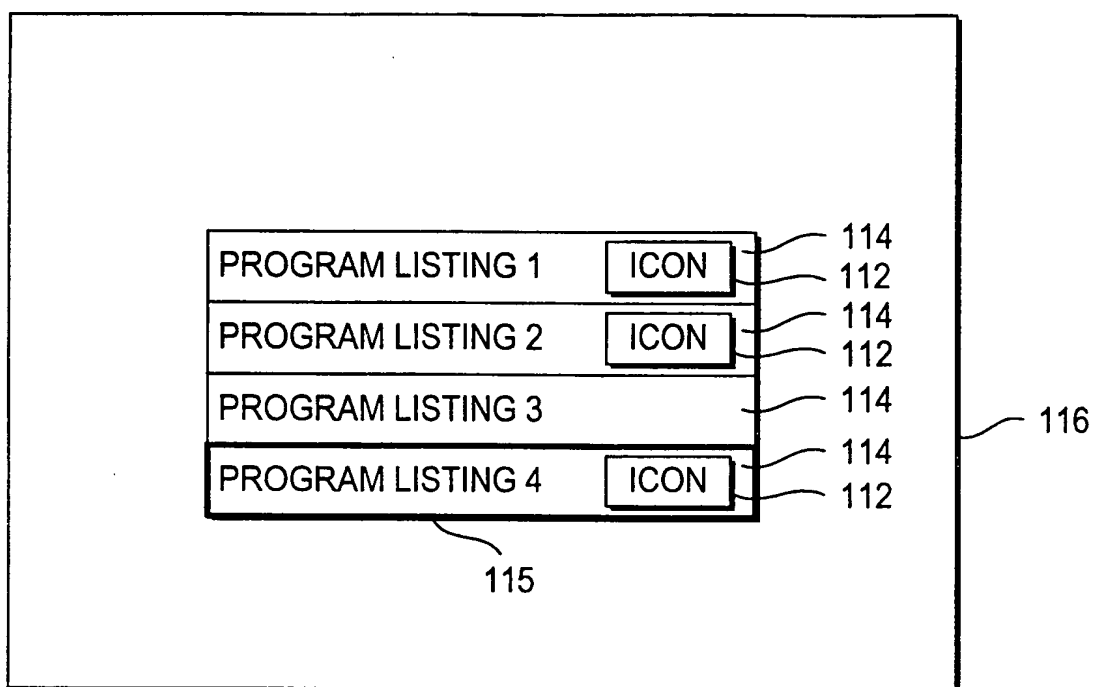 PROGRAM LISTING 1 ICON 114
112
PROGRAM LISTING 2 ICON 114
112
PROGRAM LISTING 3 114
116
PROGRAM LISTING 4 ICON 114
112
115